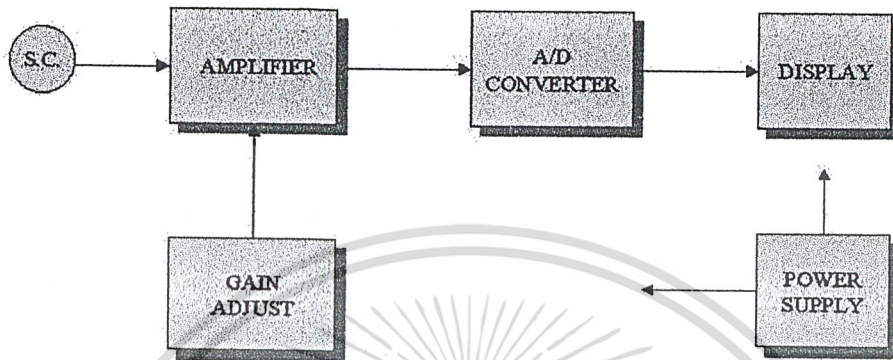 S.C.
AMPLIFIER
A/D
CONVERTER
DISPLAY
GAIN
ADJUST
POWER
SUPPLY